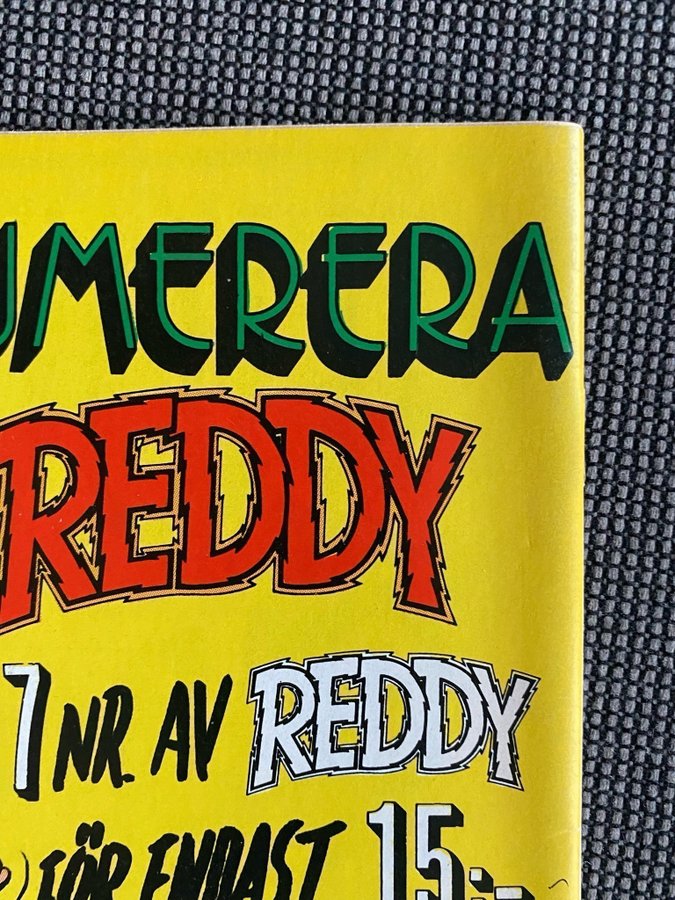 UMERERA
REDDY
7 NR. AV REDDY
FÖR ENDAST 15:-